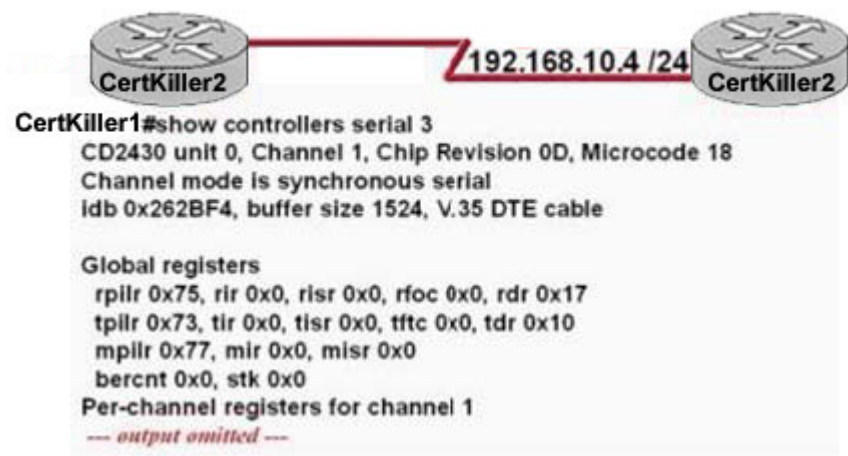 192.168.10.4 /24
CertKiller2
CertKiller2
CertKiller1#show controllers serial 3
CD2430 unit 0, Channel 1, Chip Revision 0D, Microcode 18
Channel mode is synchronous serial
idb 0x262BF4, buffer size 1524, V.35 DTE cable
Global registers
rpilr 0x75, rir 0x0, risr 0x0, rfoc 0x0, rdr 0x17
tpilr 0x73, tir 0x0, tisr 0x0, tftc 0x0, tdr 0x10
mpilr 0x77, mir 0x0, misr 0x0
bercnt 0x0, stk 0x0
Per-channel registers for channel 1
--- output omitted ---